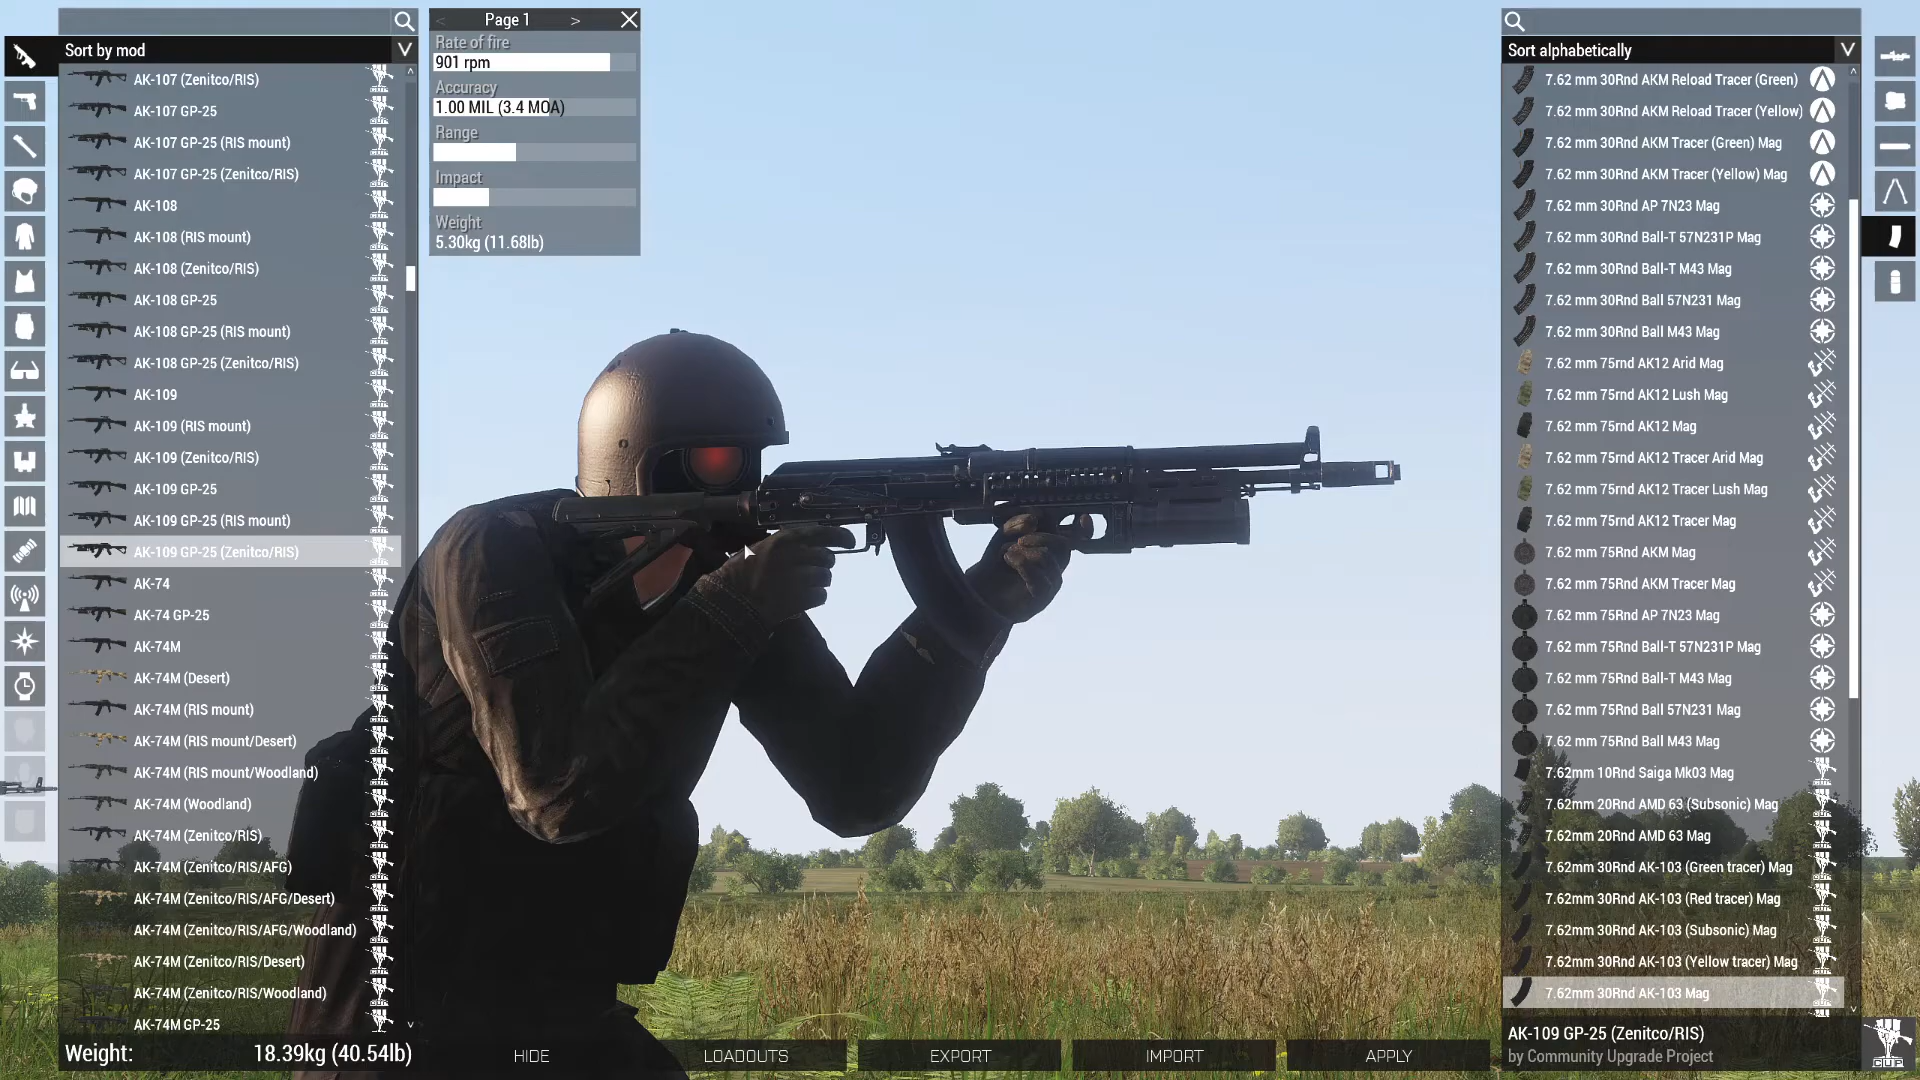 Sort by mod
AK-107 (Zenitco/RIS)
AK-107 GP-25
AK-107 GP-25 (RIS mount)
AK-107 GP-25 (Zenitco/RIS)
AK-108
AK-108 (RIS mount)
AK-108 (Zenitco/RIS)
AK-108 GP-25
AK-108 GP-25 (RIS mount)
AK-108 GP-25 (Zenitco/RIS)
AK-109
AK-109 (RIS mount)
AK-109 (Zenitco/RIS)
AK-109 GP-25
AK-109 GP-25 (RIS mount)
AK-109 GP-25 (Zenitco/RIS)
AK-74
AK-74 GP-25
AK-74M
AK-74M (Desert)
AK-74M (RIS mount)
AK-74M (RIS mount/Desert)
AK-74M (RIS mount/Woodland)
AK-74M (Woodland)
AK-74M (Zenitco/RIS)
AK-74M (Zenitco/RIS/AFG)
AK-74M (Zenitco/RIS/AFG/Desert)
AK-74M (Zenitco/RIS/AFG/Woodland)
AK-74M (Zenitco/RIS/Desert)
AK-74M (Zenitco/RIS/Woodland)
AK-74M GP-25
Weight: 18.39kg (40.54lb)
< Page 1 >
Rate of fire
901 rpm
Accuracy
1.00 MIL (3.4 MOA)
Range
Impact
Weight
5.30kg (11.68lb)
HIDE LOADOUTS EXPORT IMPORT APPLY
Sort alphabetically
7.62 mm 30Rnd AKM Reload Tracer (Green)
7.62 mm 30Rnd AKM Reload Tracer (Yellow)
7.62 mm 30Rnd AKM Tracer (Green) Mag
7.62 mm 30Rnd AKM Tracer (Yellow) Mag
7.62 mm 30Rnd AP 7N23 Mag
7.62 mm 30Rnd Ball-T 57N231P Mag
7.62 mm 30Rnd Ball-T M43 Mag
7.62 mm 30Rnd Ball 57N231 Mag
7.62 mm 30Rnd Ball M43 Mag
7.62 mm 75rnd AK12 Arid Mag
7.62 mm 75rnd AK12 Lush Mag
7.62 mm 75rnd AK12 Mag
7.62 mm 75rnd AK12 Tracer Arid Mag
7.62 mm 75rnd AK12 Tracer Lush Mag
7.62 mm 75rnd AK12 Tracer Mag
7.62 mm 75Rnd AKM Mag
7.62 mm 75Rnd AKM Tracer Mag
7.62 mm 75Rnd AP 7N23 Mag
7.62 mm 75Rnd Ball-T 57N231P Mag
7.62 mm 75Rnd Ball-T M43 Mag
7.62 mm 75Rnd Ball 57N231 Mag
7.62 mm 75Rnd Ball M43 Mag
7.62mm 10Rnd Saiga Mk03 Mag
7.62mm 20Rnd AMD 63 (Subsonic) Mag
7.62mm 20Rnd AMD 63 Mag
7.62mm 30Rnd AK-103 (Green tracer) Mag
7.62mm 30Rnd AK-103 (Red tracer) Mag
7.62mm 30Rnd AK-103 (Subsonic) Mag
7.62mm 30Rnd AK-103 (Yellow tracer) Mag
7.62mm 30Rnd AK-103 Mag
AK-109 GP-25 (Zenitco/RIS)
by Community Upgrade Project
CUP